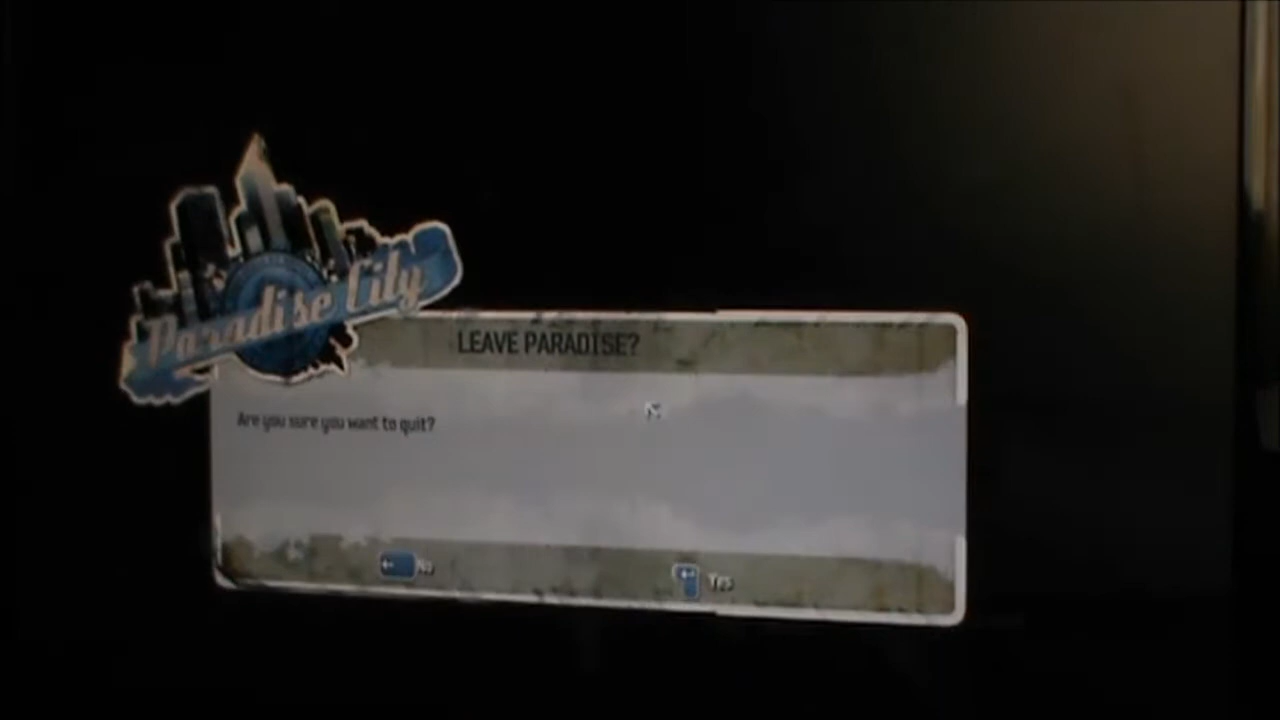 Paradise City
LEAVE PARADISE?
Are you sure you want to quit?
No
Yes